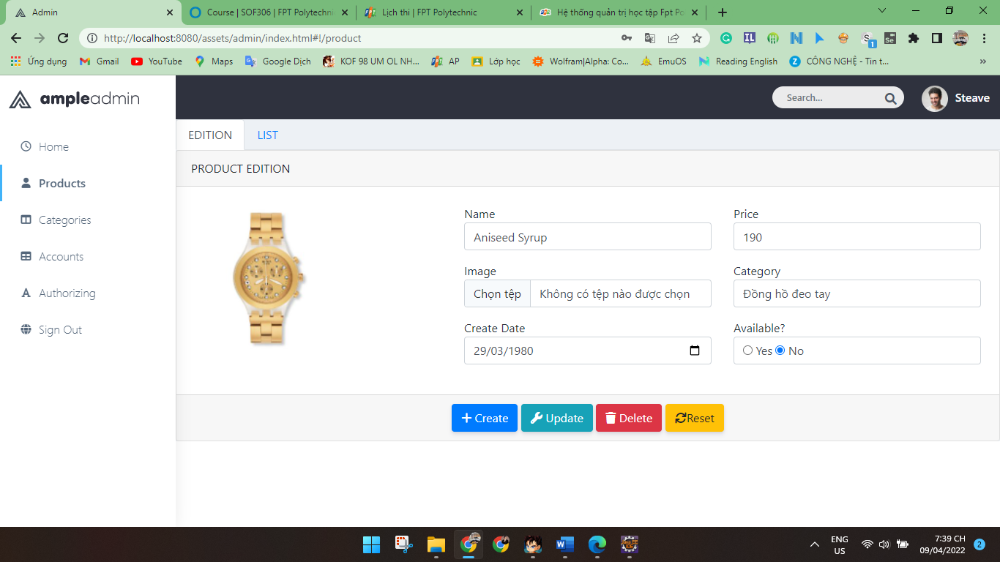 Admin
Course | SOF306 | FPT Polytechni
Lịch thi | FPT Polytechnic
Hệ thống quản trị học tập Fpt Po
http://localhost:8080/assets/admin/index.html#!/product
Ứng dụng
Gmail
YouTube
Maps
Google Dịch
KOF 98 UM OL NH...
AP
Lớp học
Wolfram|Alpha: Co...
EmuOS
Reading English
CÔNG NGHỆ - Tin t...
ampleadmin
Search...
Steave
Home
Products
Categories
Accounts
Authorizing
Sign Out
EDITION
LIST
PRODUCT EDITION
Name
Price
Aniseed Syrup
190
Image
Category
Chọn tệp
Không có tệp nào được chọn
Đồng hồ đeo tay
Create Date
Available?
29/03/1980
Yes
No
Create
Update
Delete
Reset
ENG
US
7:39 CH
09/04/2022
2